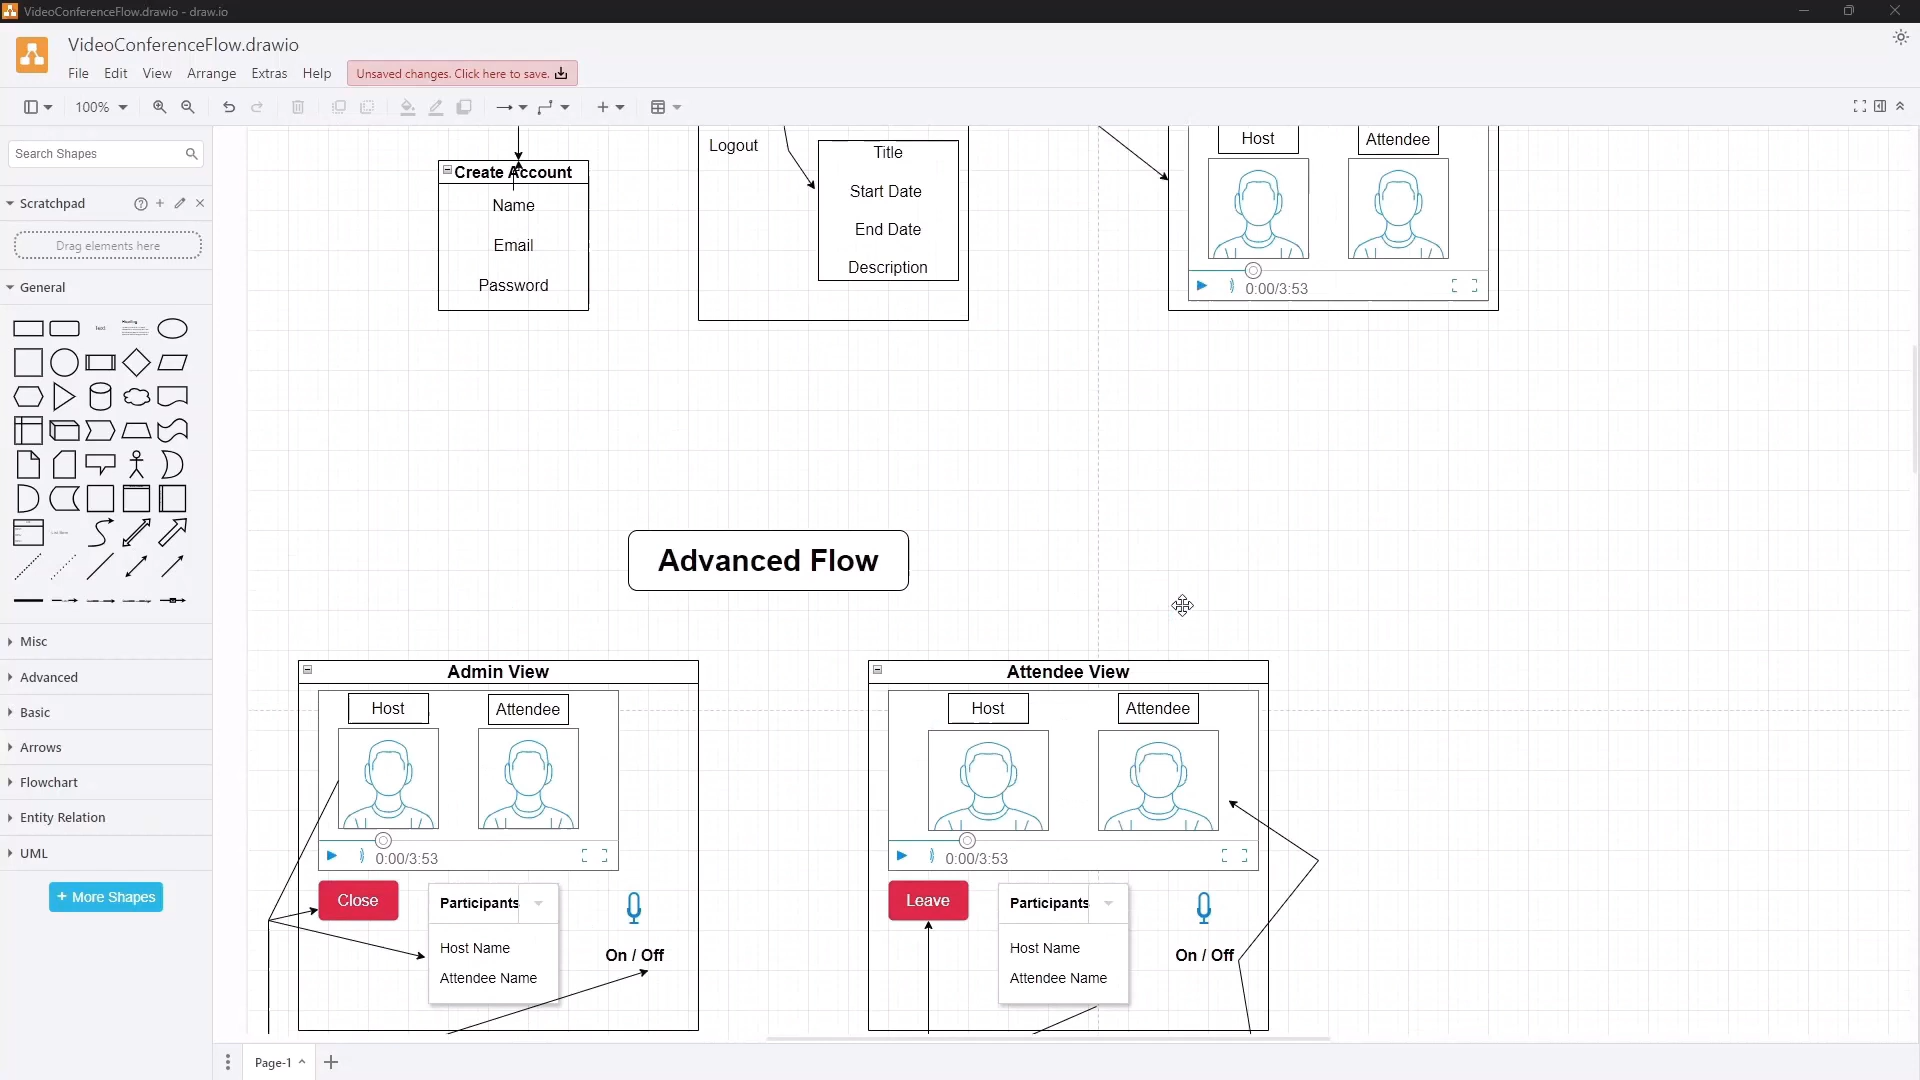 VideoConferenceFlow.drawio - draw.io
VideoConferenceFlow.drawio
File Edit View Arrange Extras Help
Unsaved changes. Click here to save.
100%
Search Shapes
Scratchpad
Drag elements here
General
Text
Heading
Misc
Advanced
Basic
Arrows
Flowchart
Entity Relation
UML
+ More Shapes
Create Account
Name
Email
Password
Logout
Title
Start Date
End Date
Description
Host
Attendee
0:00/3:53
Advanced Flow
Admin View
Host
Attendee
0:00/3:53
Close
Participants
Host Name
Attendee Name
On / Off
Attendee View
Host
Attendee
0:00/3:53
Leave
Participants
Host Name
Attendee Name
On / Off
Page-1